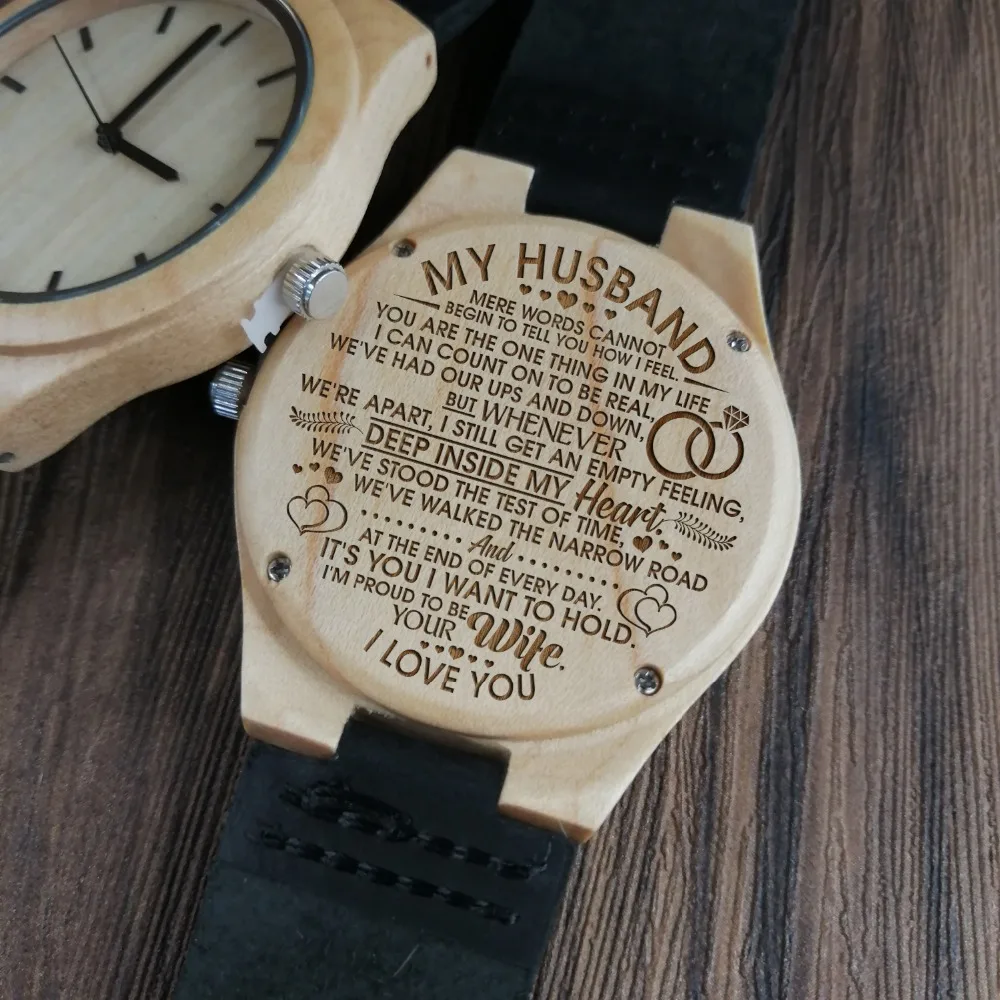 MY HUSBAND
MERE WORDS CANNOT
BEGIN TO TELL YOU HOW I FEEL.
YOU ARE THE ONE THING IN MY LIFE
I CAN COUNT ON TO BE REAL,
WE'VE HAD OUR UPS AND DOWN,
BUT WHENEVER
WE'RE APART, I STILL GET AN EMPTY FEELING,
DEEP INSIDE MY Heart,
WE'VE STOOD THE TEST OF TIME,
WE'VE WALKED THE NARROW ROAD
And
AT THE END OF EVERY DAY.
IT'S YOU I WANT TO HOLD.
I'M PROUD TO BE
YOUR Wife.
I LOVE YOU